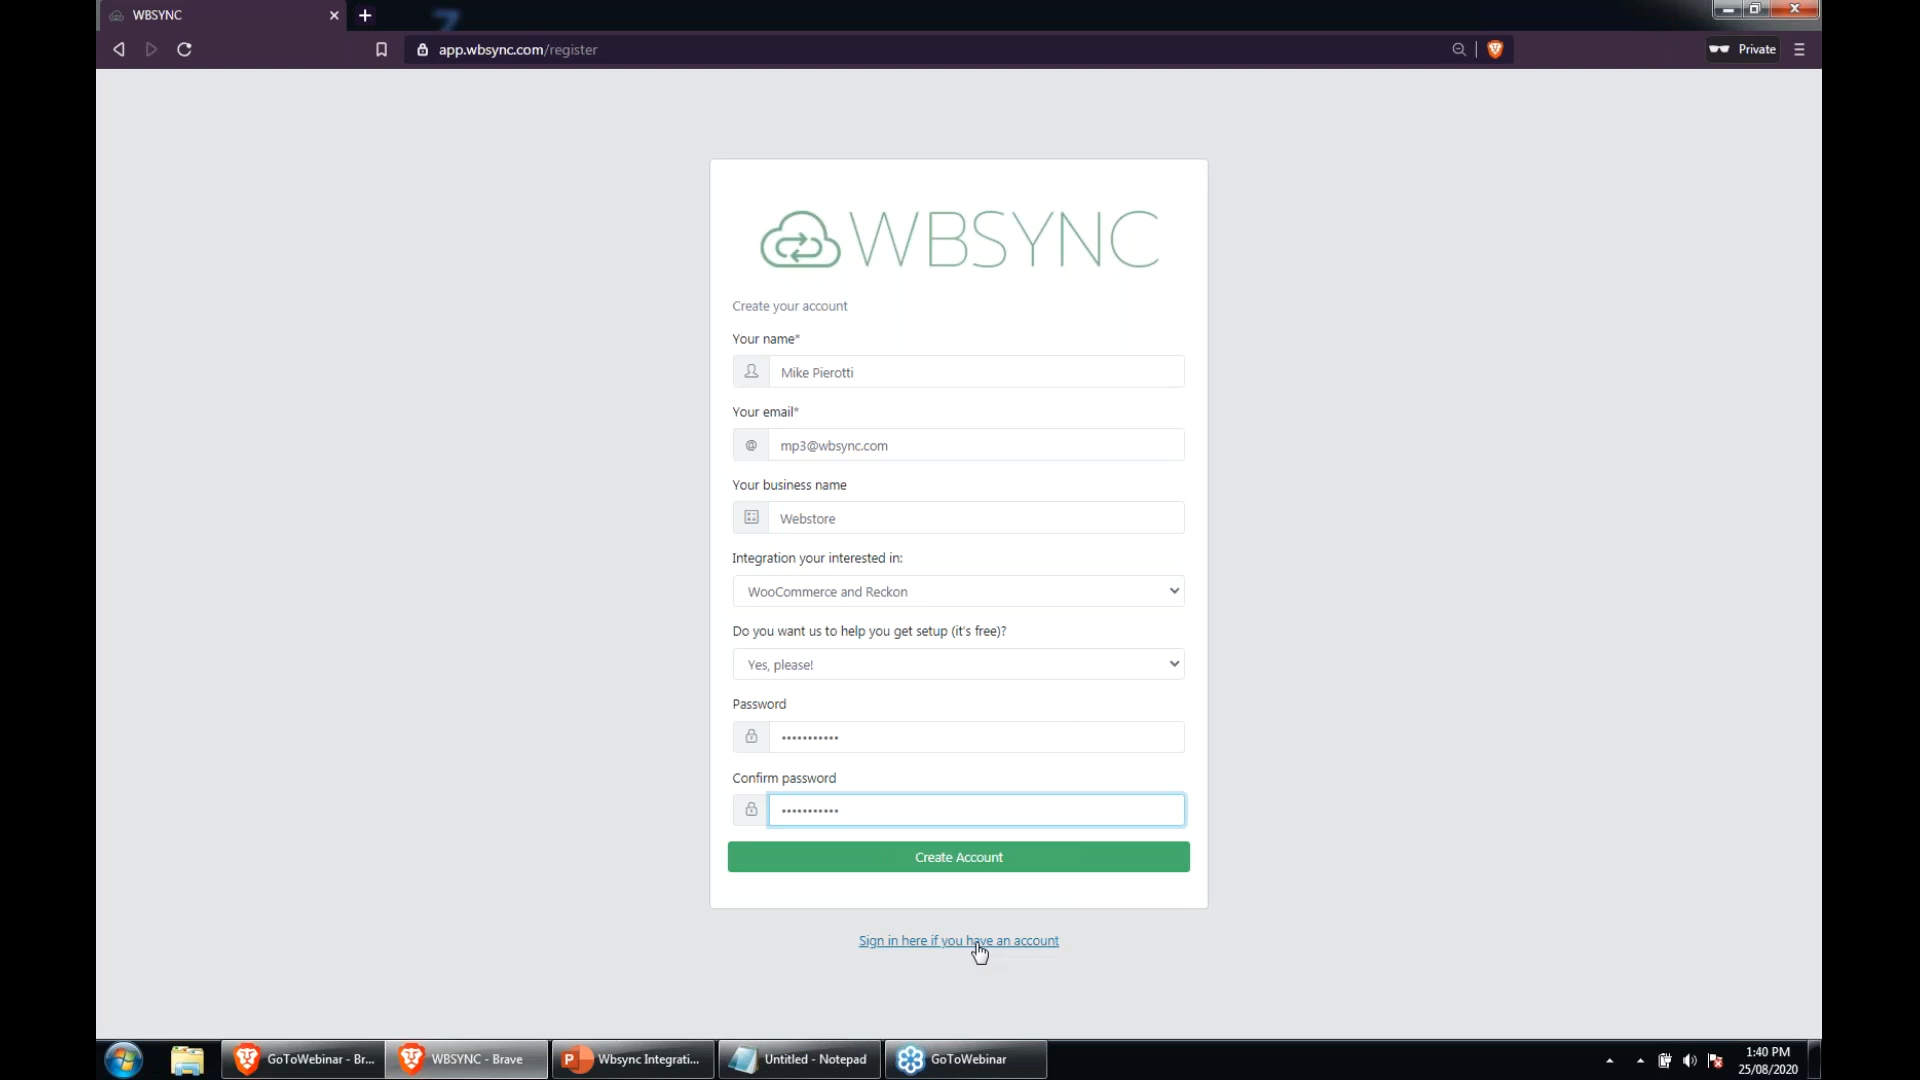 WBSYNC
app.wbsync.com/register
Private
WBSYNC
Create your account
Your name*
Mike Pierotti
Your email*
@ mp3@wbsync.com
Your business name
Webstore
Integration your interested in:
WooCommerce and Reckon
Do you want us to help you get setup (it's free)?
Yes, please!
Password
•••••••••••
Confirm password
•••••••••••
Create Account
Sign in here if you have an account
GoToWebinar - Br...
WBSYNC - Brave
Wbsync Integrati...
Untitled - Notepad
GoToWebinar
1:40 PM
25/08/2020